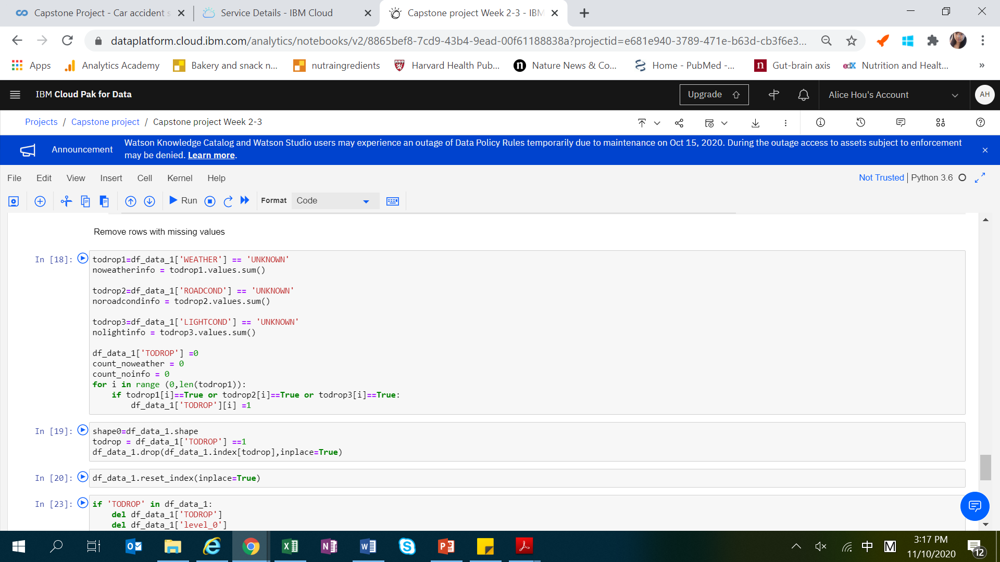 Capstone Project - Car accident s
Service Details - IBM Cloud
Capstone project Week 2-3 - IBM
dataplatform.cloud.ibm.com/analytics/notebooks/v2/8865bef8-7cd9-43b4-9ead-00f61188838a?projectid=e681e940-3789-471e-b63d-cb3f6e3...
Apps
Analytics Academy
Bakery and snack n...
nutraingredients
Harvard Health Pub...
n
Nature News & Co...
Home - PubMed -...
n
Gut-brain axis
edX
Nutrition and Healt...
»
IBM Cloud Pak for Data
Upgrade
Alice Hou's Account
AH
Projects / Capstone project / Capstone project Week 2-3
Announcement
Watson Knowledge Catalog and Watson Studio users may experience an outage of Data Policy Rules temporarily due to maintenance on Oct 15, 2020. During the outage access to assets subject to enforcement
may be denied. Learn more.
File Edit View Insert Cell Kernel Help
Not Trusted | Python 3.6
Run
Format
Code
Remove rows with missing values
In [18]:
todrop1=df_data_1['WEATHER'] == 'UNKNOWN'
noweatherinfo = todrop1.values.sum()
todrop2=df_data_1['ROADCOND'] == 'UNKNOWN'
noroadcondinfo = todrop2.values.sum()
todrop3=df_data_1['LIGHTCOND'] == 'UNKNOWN'
nolightinfo = todrop3.values.sum()
df_data_1['TODROP'] =0
count_noweather = 0
count_noinfo = 0
for i in range (0,len(todrop1)):
    if todrop1[i]==True or todrop2[i]==True or todrop3[i]==True:
        df_data_1['TODROP'][i] =1
In [19]:
shape0=df_data_1.shape
todrop = df_data_1['TODROP'] ==1
df_data_1.drop(df_data_1.index[todrop],inplace=True)
In [20]:
df_data_1.reset_index(inplace=True)
In [23]:
if 'TODROP' in df_data_1:
    del df_data_1['TODROP']
    del df_data_1['level_0']
中
M
3:17 PM
11/10/2020
12